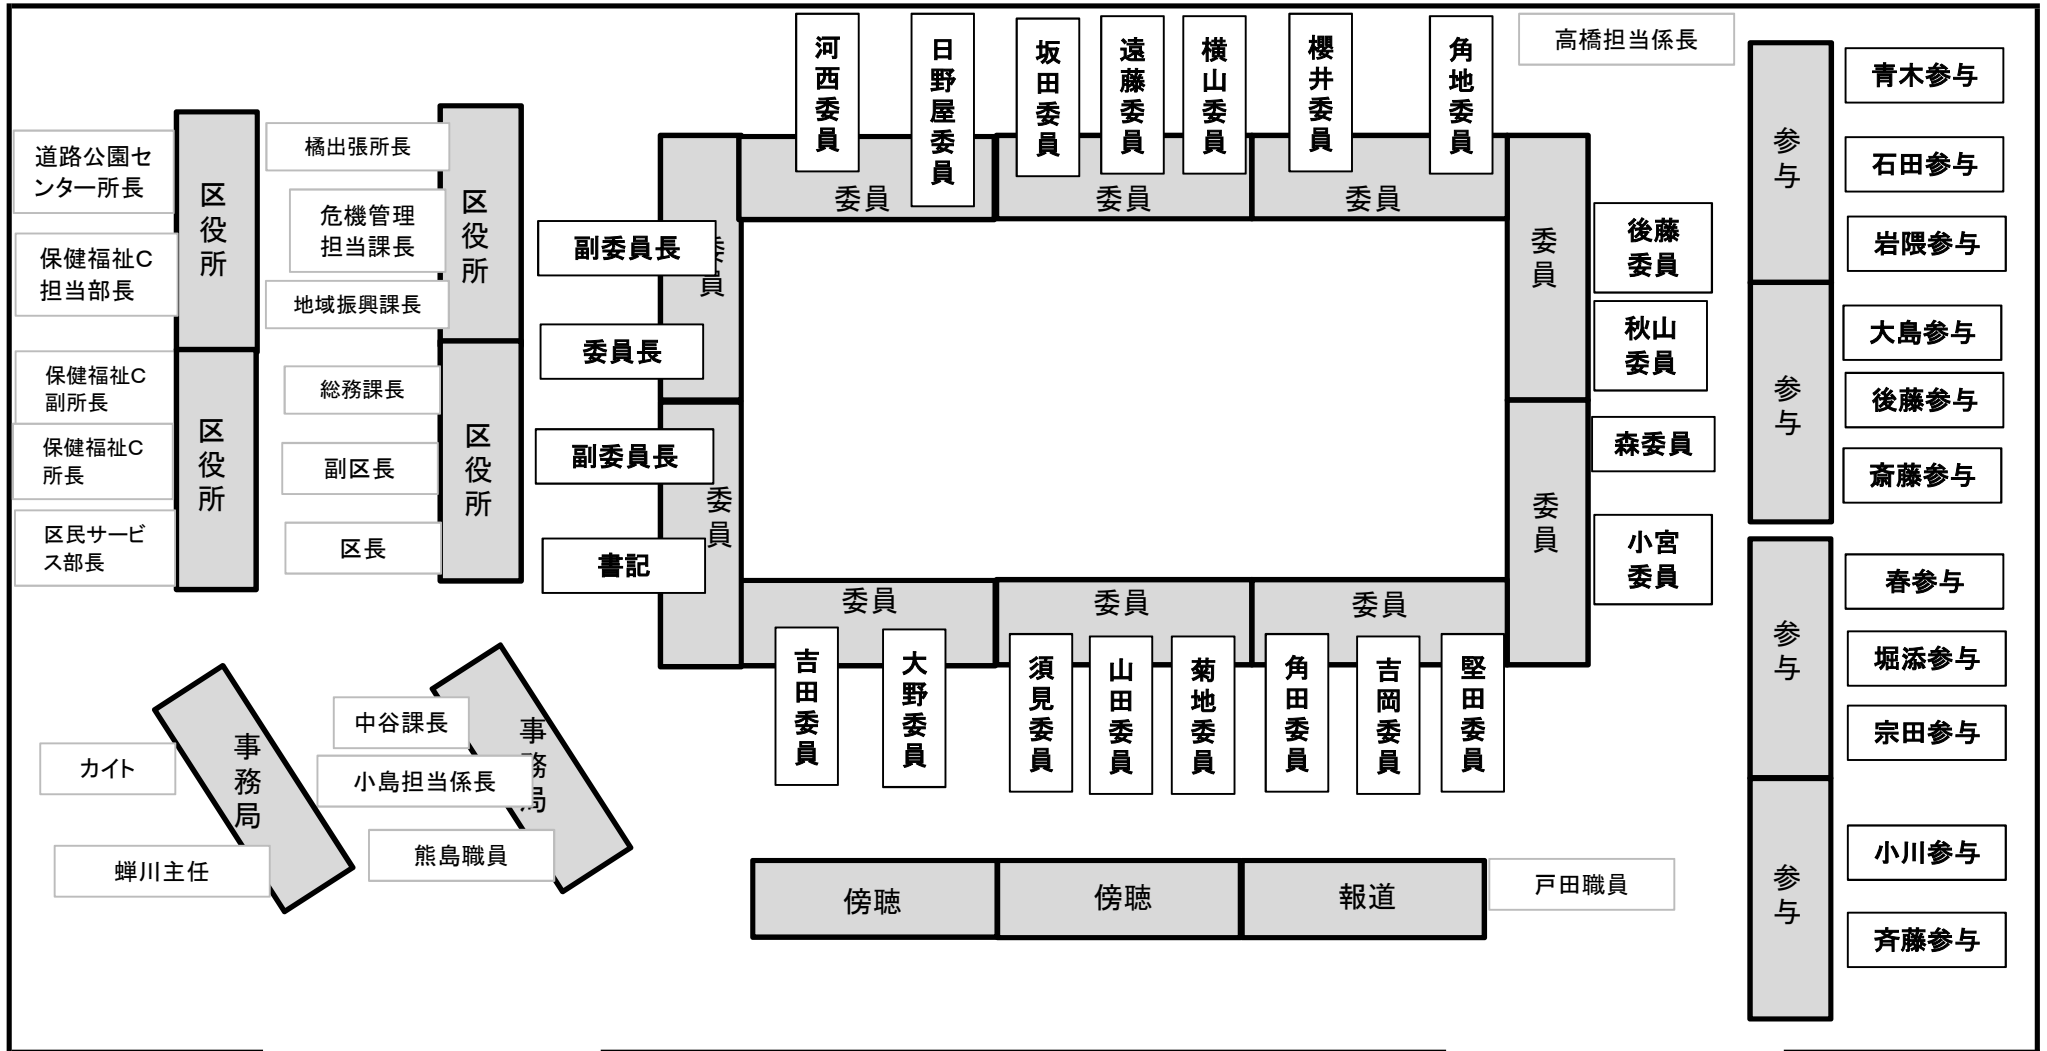 河西委員
日野屋委員
坂田委員
遠藤委員
横山委員
櫻井委員
角地委員
高橋担当係長
委員
委員
委員
道路公園セ
ンター所長
保健福祉C
担当部長
保健福祉C
副所長
保健福祉C
所長
区民サービ
ス部長
区役所
区役所
橘出張所長
危機管理
担当課長
地域振興課長
総務課長
副区長
区長
区役所
区役所
副委員長
委員長
副委員長
書記
委員
委員
委員
委員
後藤
委員
秋山
委員
森委員
小宮
委員
参与
参与
参与
参与
青木参与
石田参与
岩隈参与
大島参与
後藤参与
斎藤参与
春参与
堀添参与
宗田参与
小川参与
斉藤参与
委員
委員
委員
吉田委員
大野委員
須見委員
山田委員
菊地委員
角田委員
吉岡委員
堅田委員
事務局
カイト
蝉川主任
事務局
中谷課長
小島担当係長
熊島職員
傍聴
傍聴
報道
戸田職員